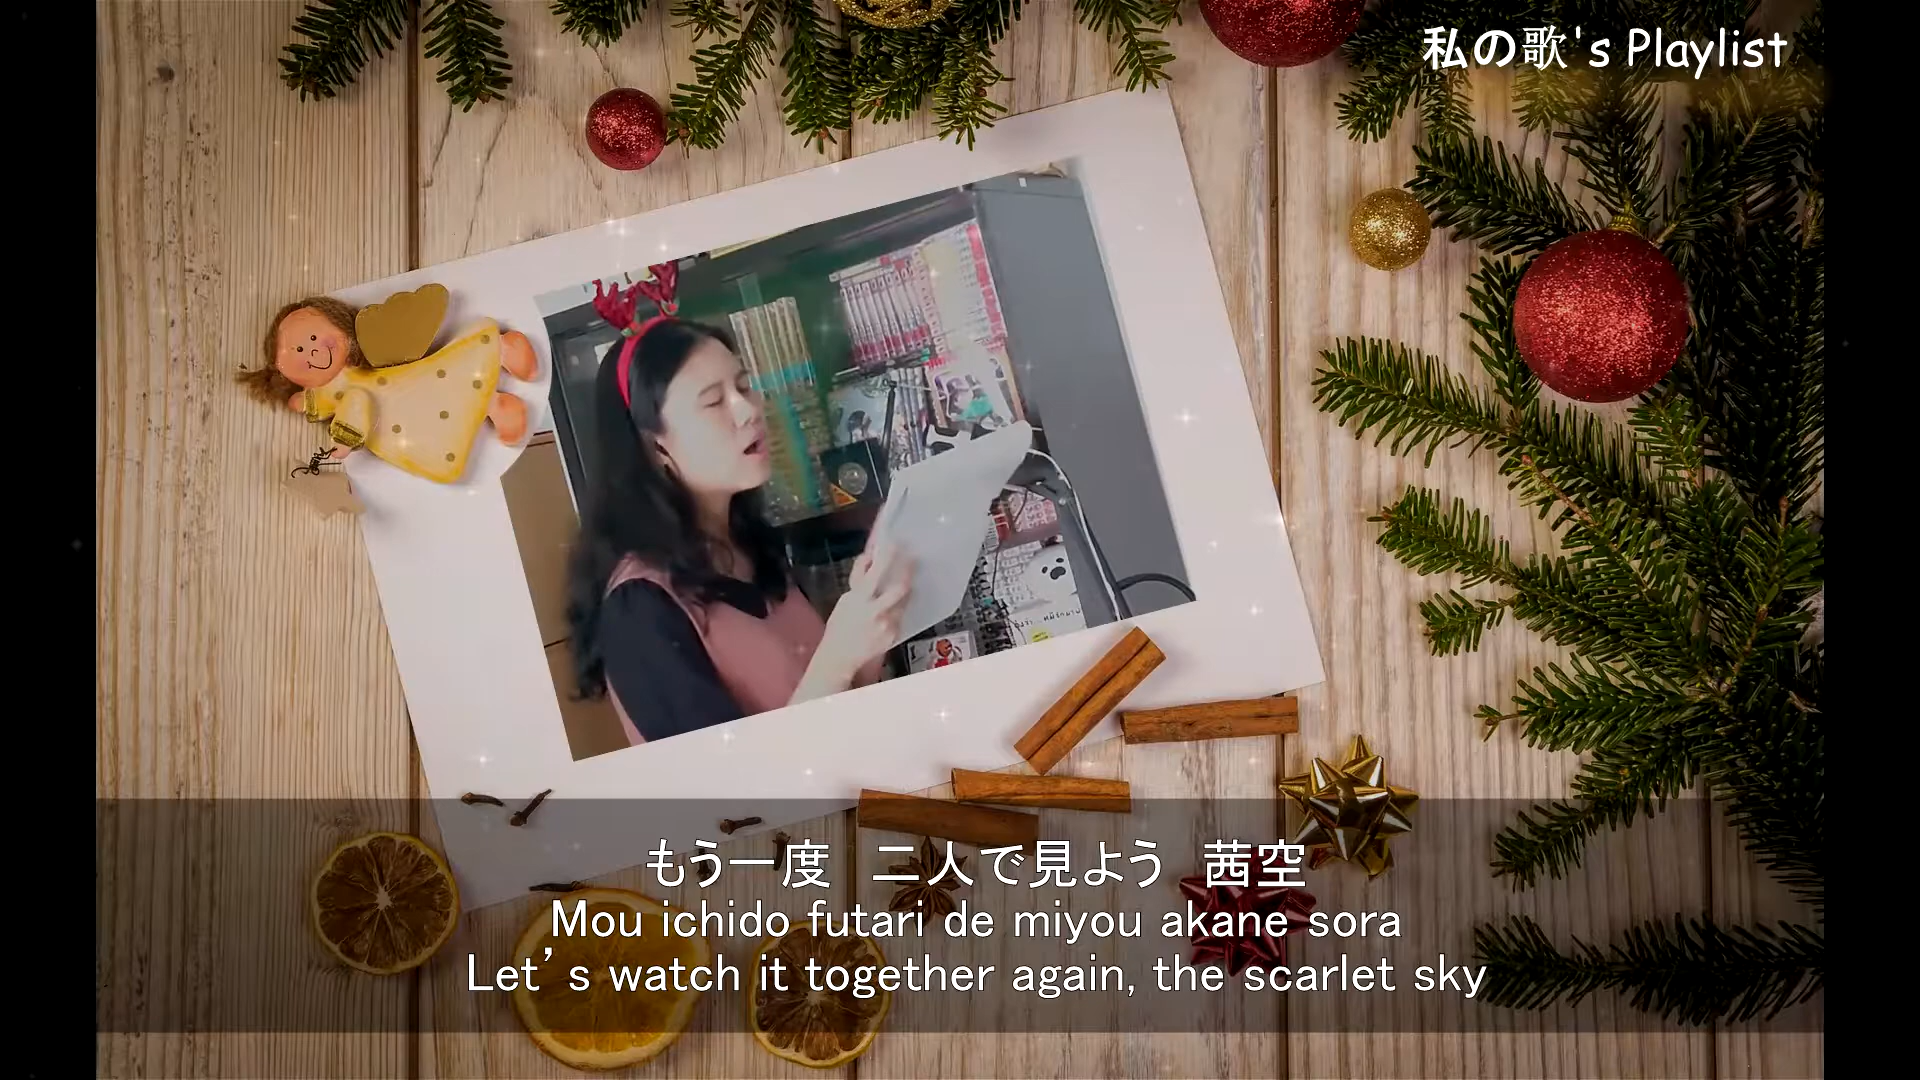 私の歌's Playlist
もう一度　二人で見よう　茜空
Mou ichido futari de miyou akane sora
Let’s watch it together again, the scarlet sky